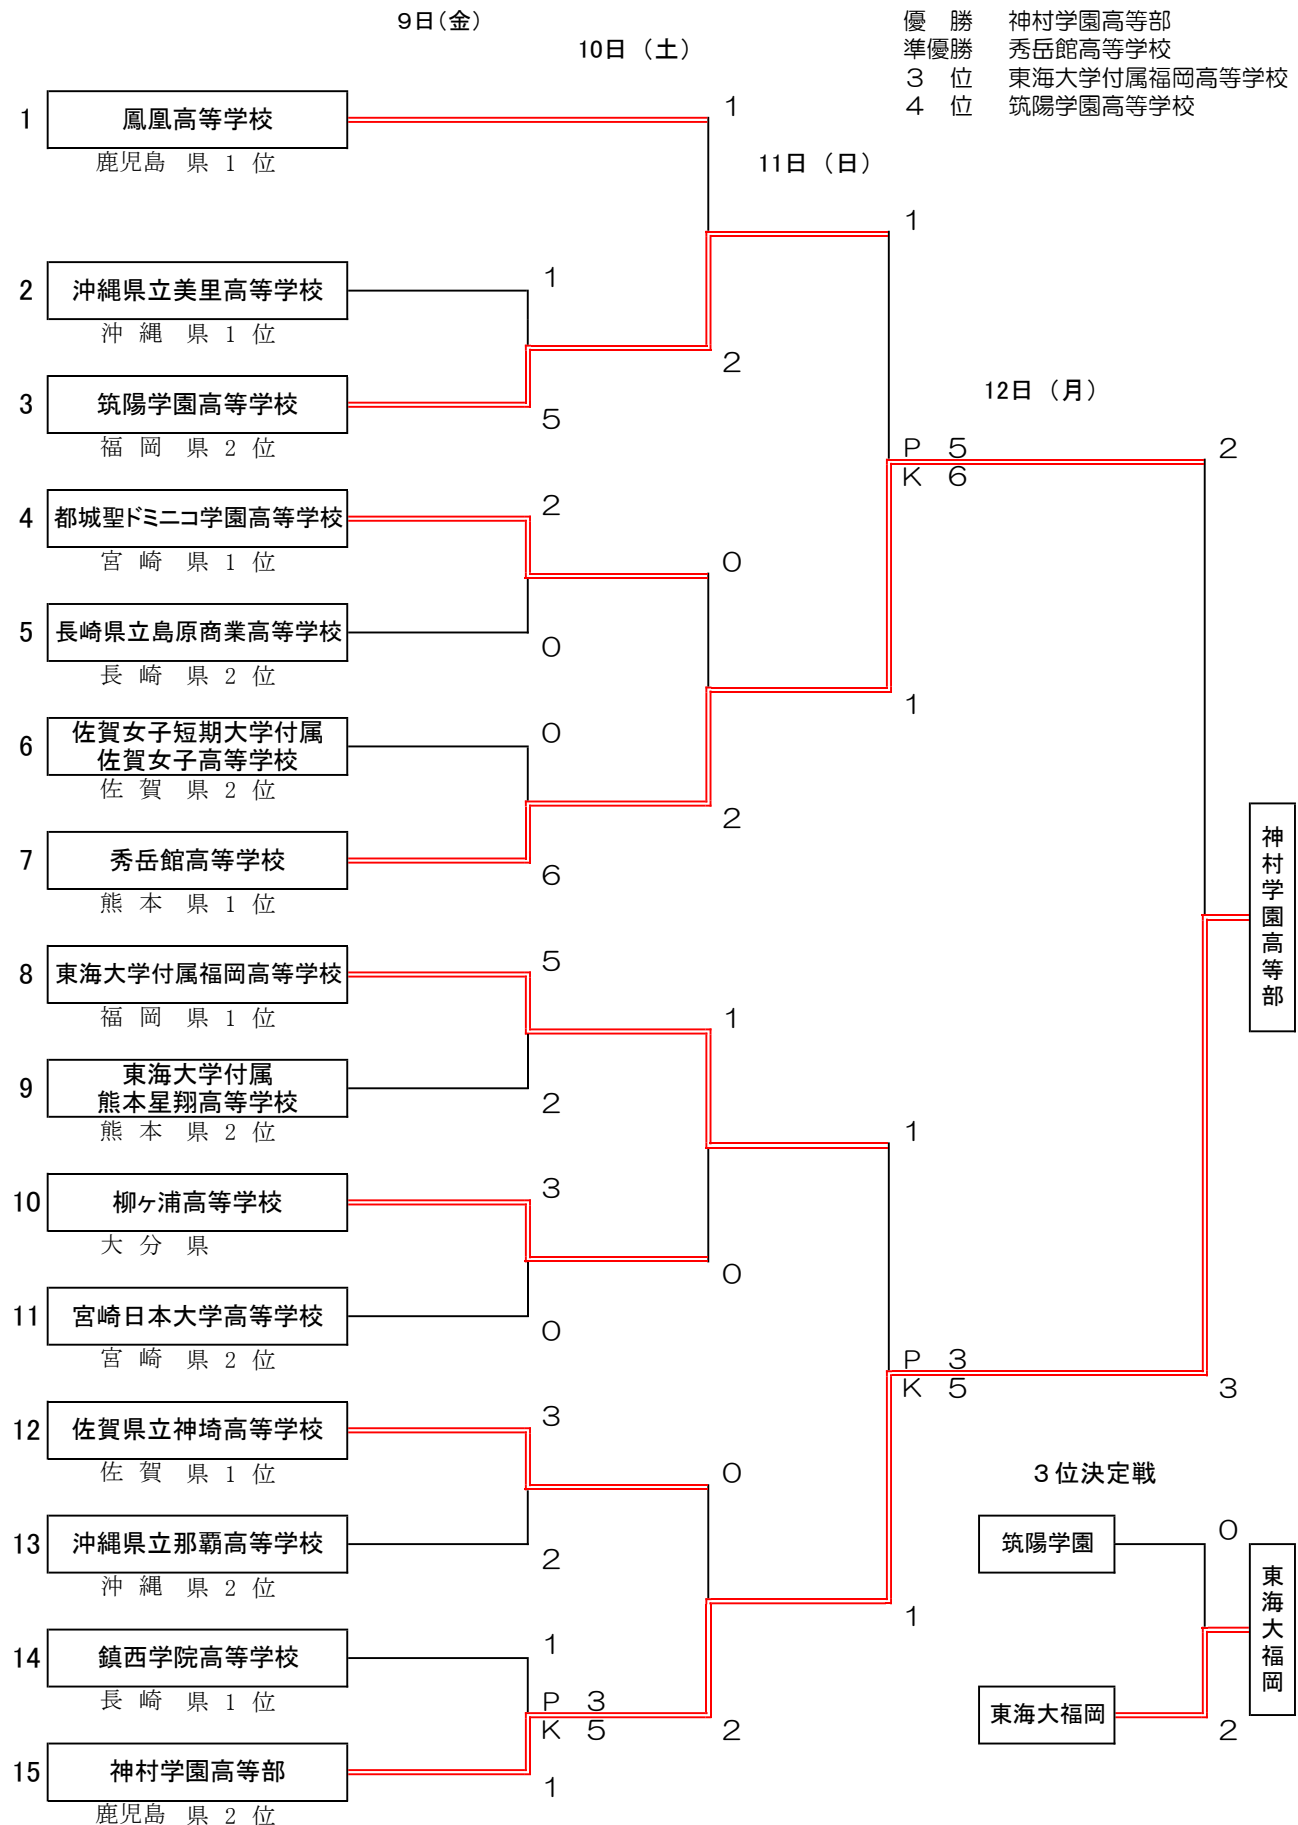 9日(金)
10日（土）
優　勝　神村学園高等部
準優勝　秀岳館高等学校
３　位　東海大学付属福岡高等学校
４　位　筑陽学園高等学校
1 鳳凰高等学校 1
鹿児島 県 1 位
11日（日）
1
2 沖縄県立美里高等学校 1
沖 縄 県 1 位
2
3 筑陽学園高等学校 5
福 岡 県 2 位
12日（月）
P 5 2
K 6
4 都城聖ドミニコ学園高等学校 2
宮 崎 県 1 位
0
5 長崎県立島原商業高等学校 0
長 崎 県 2 位
1
6 佐賀女子短期大学付属 0
佐賀女子高等学校
佐 賀 県 2 位
2
7 秀岳館高等学校 6
熊 本 県 1 位
神村学園高等部
8 東海大学付属福岡高等学校 5
福 岡 県 1 位
1
9 東海大学付属
熊本星翔高等学校 2
熊 本 県 2 位
1
10 柳ヶ浦高等学校 3
大 分 県
0
11 宮崎日本大学高等学校 0
宮 崎 県 2 位
P 3
K 5 3
12 佐賀県立神埼高等学校 3
佐 賀 県 1 位
0
３位決定戦
13 沖縄県立那覇高等学校 2
沖 縄 県 2 位
筑陽学園 0
東海大福岡
1
14 鎮西学院高等学校 1
長 崎 県 1 位
P 3
K 5 2
東海大福岡 2
15 神村学園高等部 1
鹿児島 県 2 位